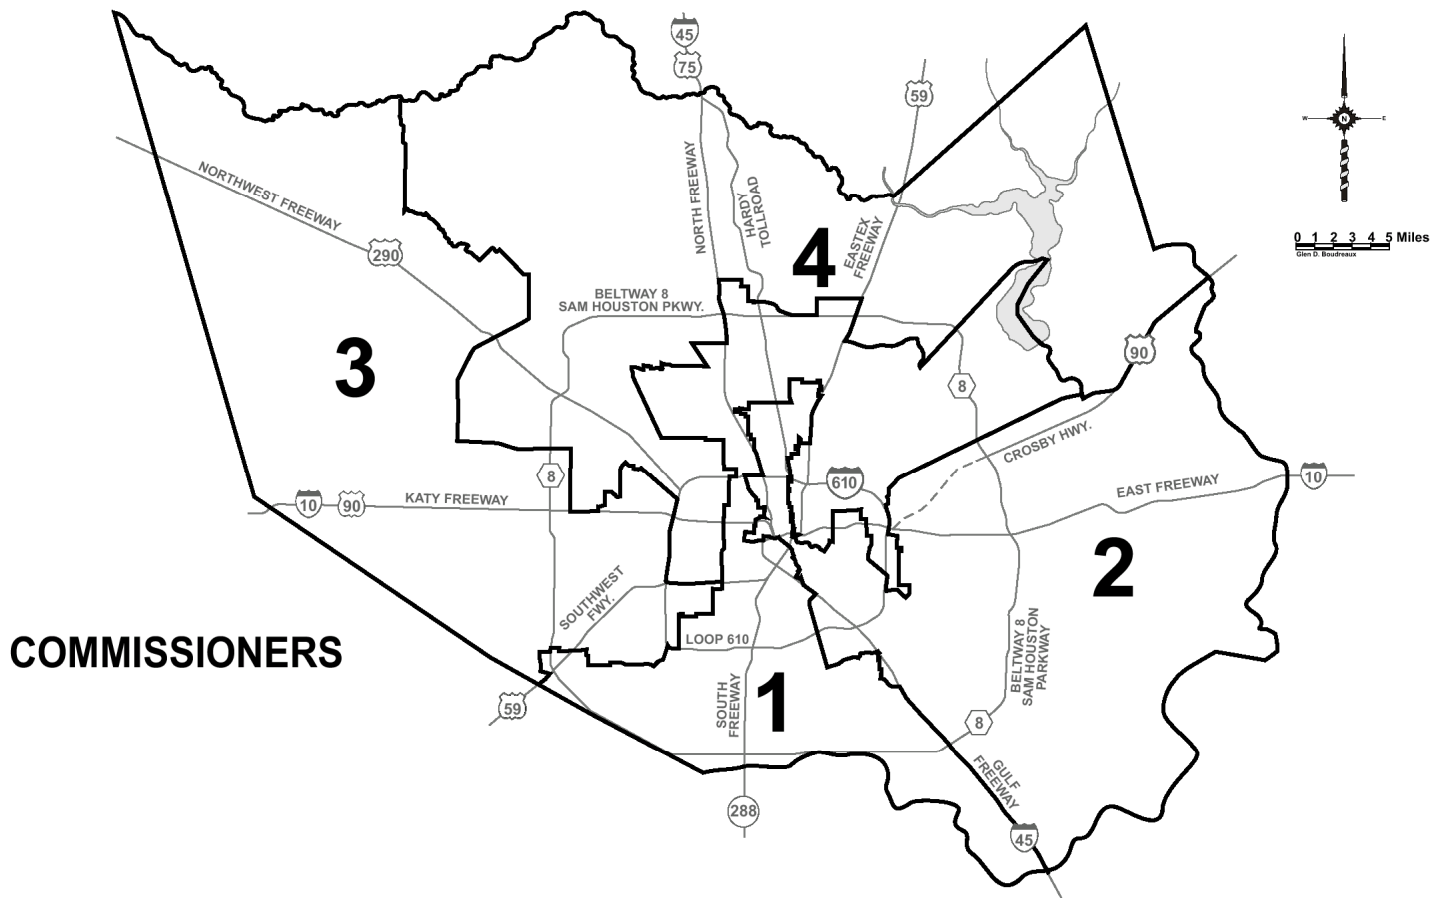 45
75
59
N
W
E
0 1 2 3 4 5 Miles
Glen D. Boudreaux
NORTHWEST FREEWAY
290
NORTH FREEWAY
HARDY
TOLLROAD
4
EASTEX
FREEWAY
BELTWAY 8
SAM HOUSTON PKWY.
3
90
8
CROSBY HWY.
8
610
10
EAST FREEWAY
10
90
KATY FREEWAY
2
SOUTHWEST
FWY.
COMMISSIONERS
LOOP 610
BELTWAY 8
SAM HOUSTON
PARKWAY
1
SOUTH
FREEWAY
59
8
GULF
FREEWAY
288
45